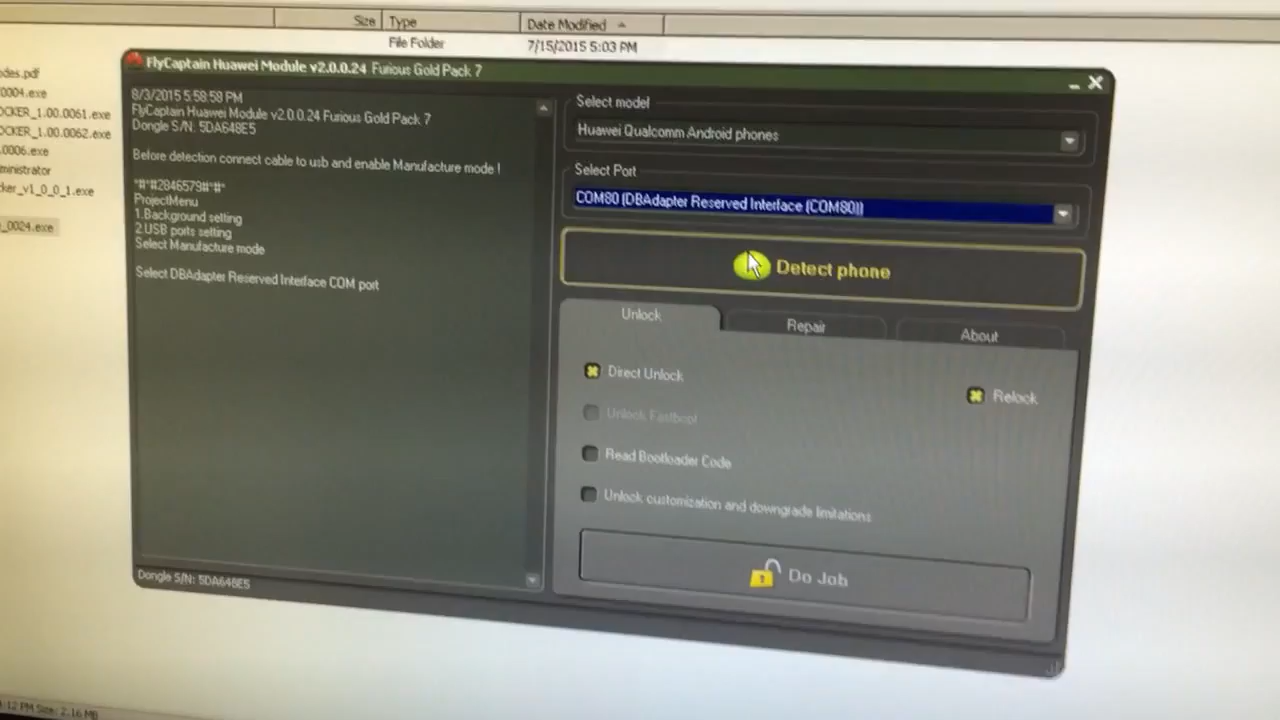 Size Type Date Modified
File Folder 7/15/2015 5:03 PM
des.pdf
0004.exe
OCKER_1.00.0061.exe
OCKER_1.00.0062.exe
.0006.exe
ministrator
ker_v1_0_0_1.exe
_0024.exe
FlyCaptain Huawei Module v2.0.0.24 Furious Gold Pack 7
8/3/2015 5:58:58 PM
FlyCaptain Huawei Module v2.0.0.24 Furious Gold Pack 7
Dongle S/N: 5DA648E5
Before detection connect cable to usb and enable Manufacture mode !
*#*#2846579#*#*
ProjectMenu
1.Background setting
2.USB ports setting
Select Manufacture mode
Select DBAdapter Reserved Interface COM port
Dongle S/N: 5DA648E5
Select model
Huawei Qualcomm Android phones
Select Port
COM80 (DBAdapter Reserved Interface (COM80))
Detect phone
Unlock Repair About
Direct Unlock
Relock
Unlock Fastboot
Read Bootloader Code
Unlock customization and downgrade limitations
Do Job
:12 PM Size: 2.16 MB